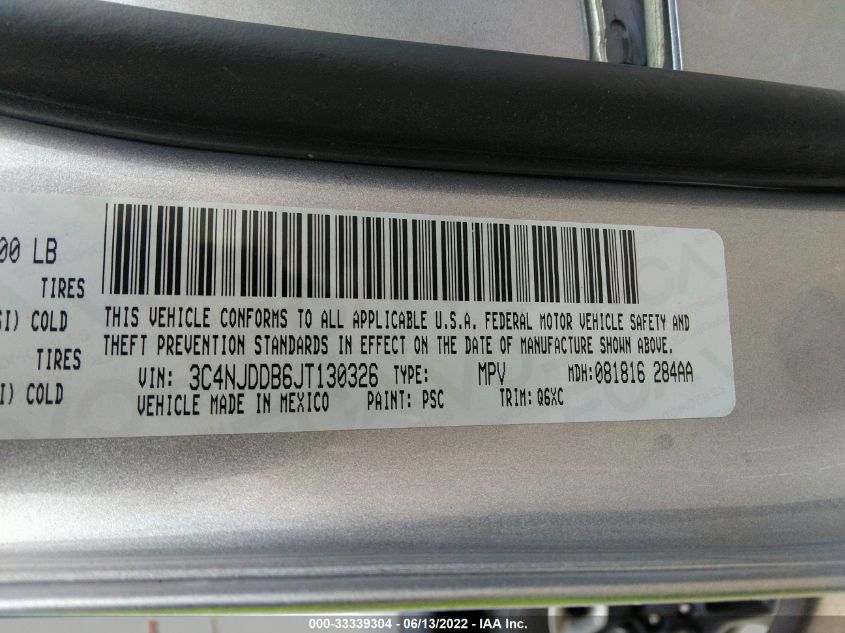 00 LB
TIRES
SI) COLD
TIRES
I) COLD
THIS VEHICLE CONFORMS TO ALL APPLICABLE U.S.A. FEDERAL MOTOR VEHICLE SAFETY AND
THEFT PREVENTION STANDARDS IN EFFECT ON THE DATE OF MANUFACTURE SHOWN ABOVE.
VIN: 3C4NJDDB6JT130326 TYPE: MPV MDH:081816 284AA
VEHICLE MADE IN MEXICO PAINT: PSC TRIM: Q6XC
000-33339304 - 06/13/2022 - IAA Inc.